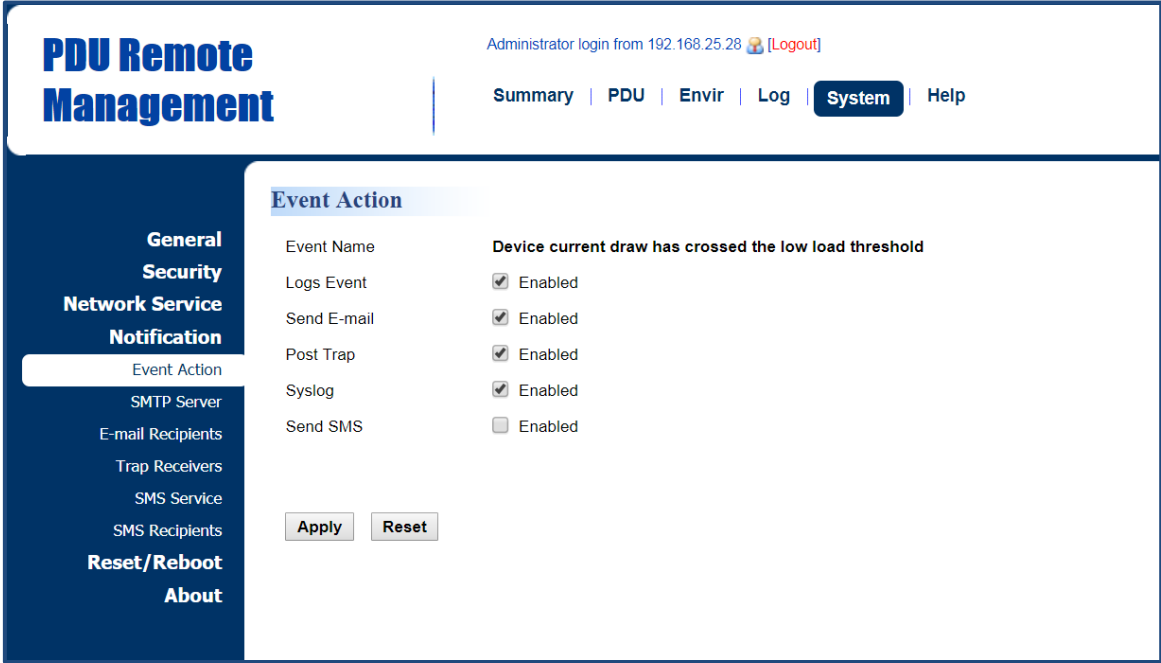 PDU Remote
Management
Administrator login from 192.168.25.28 [Logout]
Summary | PDU | Envir | Log | System | Help
General
Security
Network Service
Notification
Event Action
SMTP Server
E-mail Recipients
Trap Receivers
SMS Service
SMS Recipients
Reset/Reboot
About
Event Action
Event Name Device current draw has crossed the low load threshold
Logs Event Enabled
Send E-mail Enabled
Post Trap Enabled
Syslog Enabled
Send SMS Enabled
Apply Reset